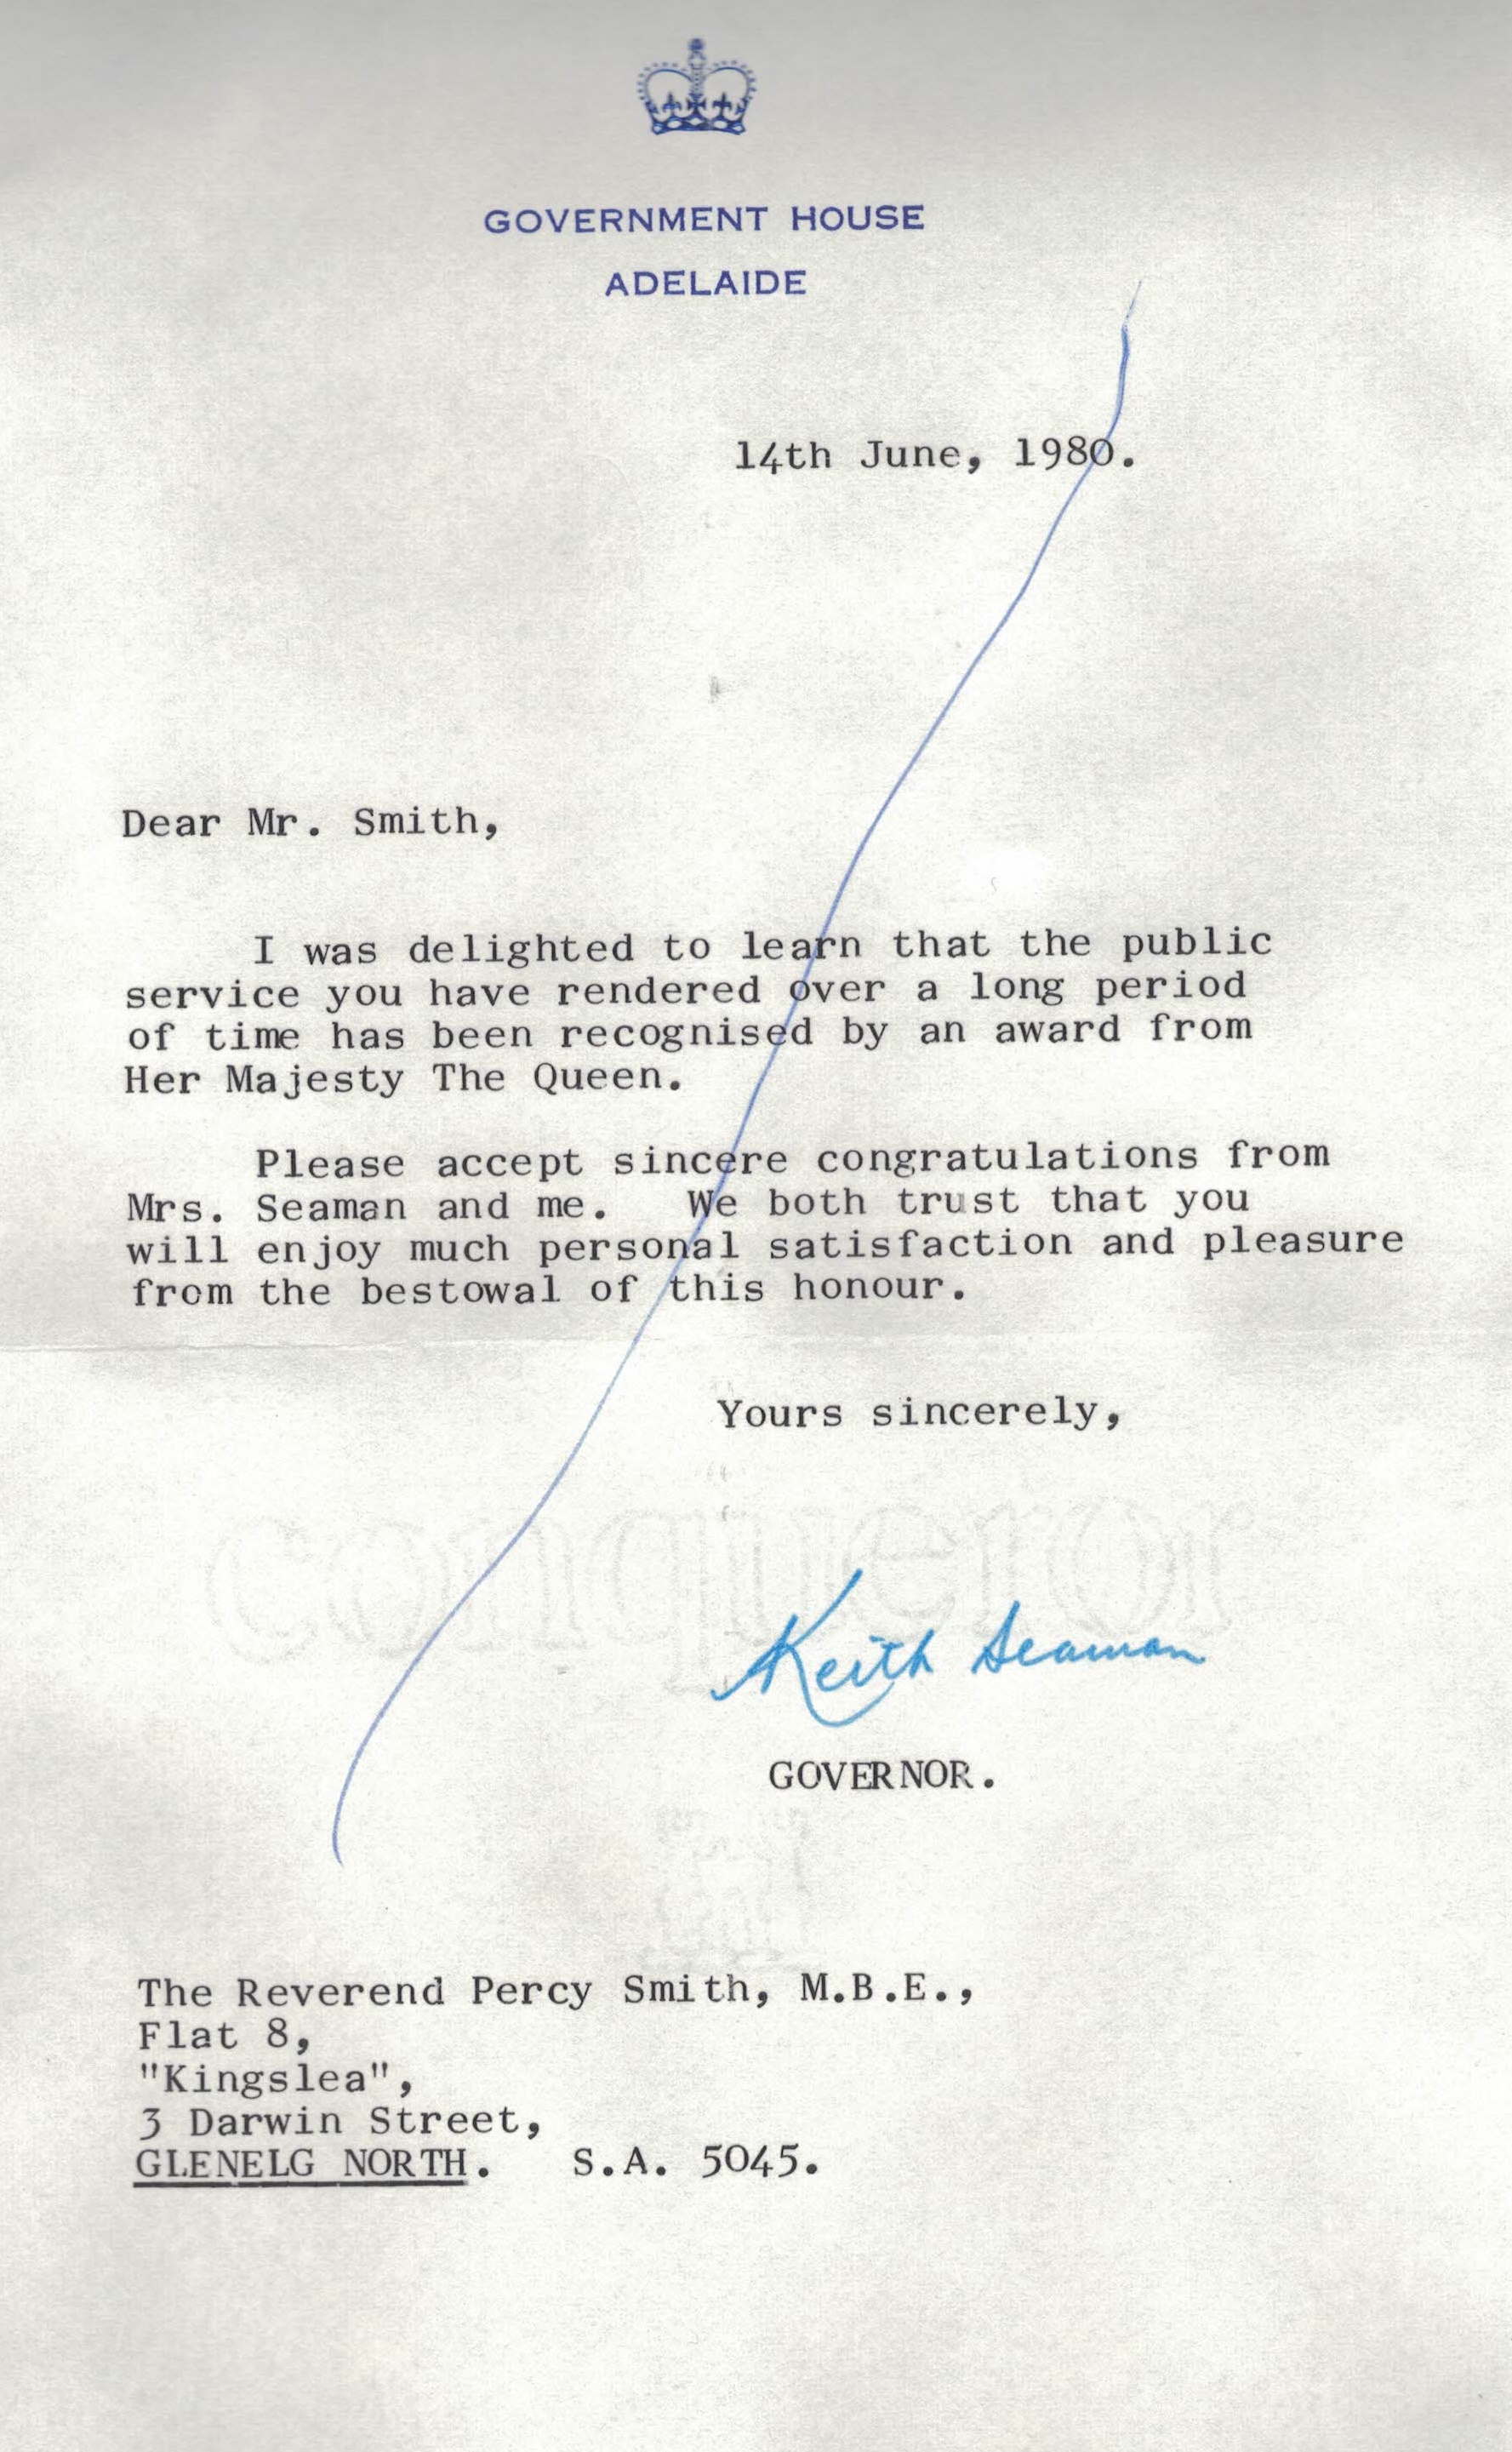 GOVERNMENT HOUSE
ADELAIDE
14th June, 1980.
Dear Mr. Smith,
I was delighted to learn that the public
service you have rendered over a long period
of time has been recognised by an award from
Her Majesty The Queen.
Please accept sincere congratulations from
Mrs. Seaman and me. We both trust that you
will enjoy much personal satisfaction and pleasure
from the bestowal of this honour.
Yours sincerely,
conqueror
Keith Seaman
GOVERNOR.
The Reverend Percy Smith, M.B.E.,
Flat 8,
"Kingslea",
3 Darwin Street,
GLENELG NORTH. S.A. 5045.